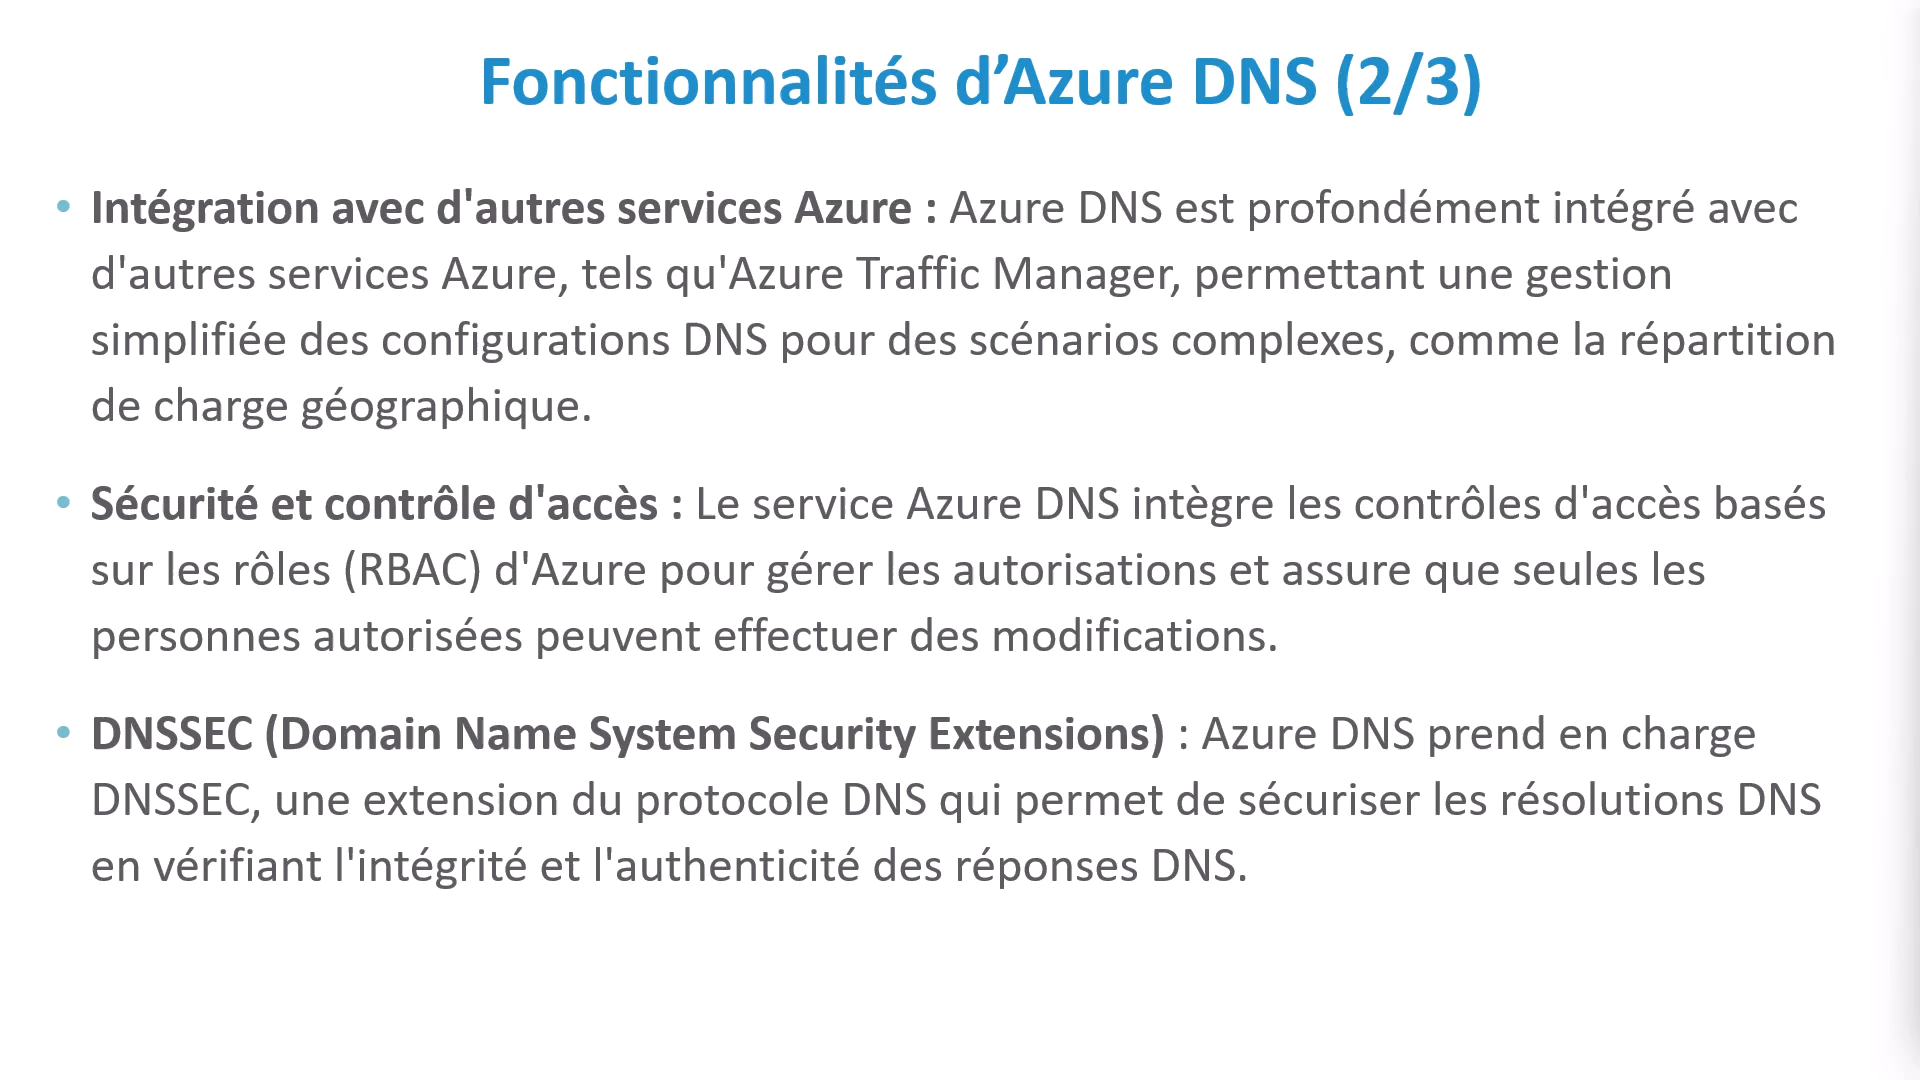 Fonctionnalités d’Azure DNS (2/3)
• Intégration avec d'autres services Azure : Azure DNS est profondément intégré avec
d'autres services Azure, tels qu'Azure Traffic Manager, permettant une gestion
simplifiée des configurations DNS pour des scénarios complexes, comme la répartition
de charge géographique.
• Sécurité et contrôle d'accès : Le service Azure DNS intègre les contrôles d'accès basés
sur les rôles (RBAC) d'Azure pour gérer les autorisations et assure que seules les
personnes autorisées peuvent effectuer des modifications.
• DNSSEC (Domain Name System Security Extensions) : Azure DNS prend en charge
DNSSEC, une extension du protocole DNS qui permet de sécuriser les résolutions DNS
en vérifiant l'intégrité et l'authenticité des réponses DNS.